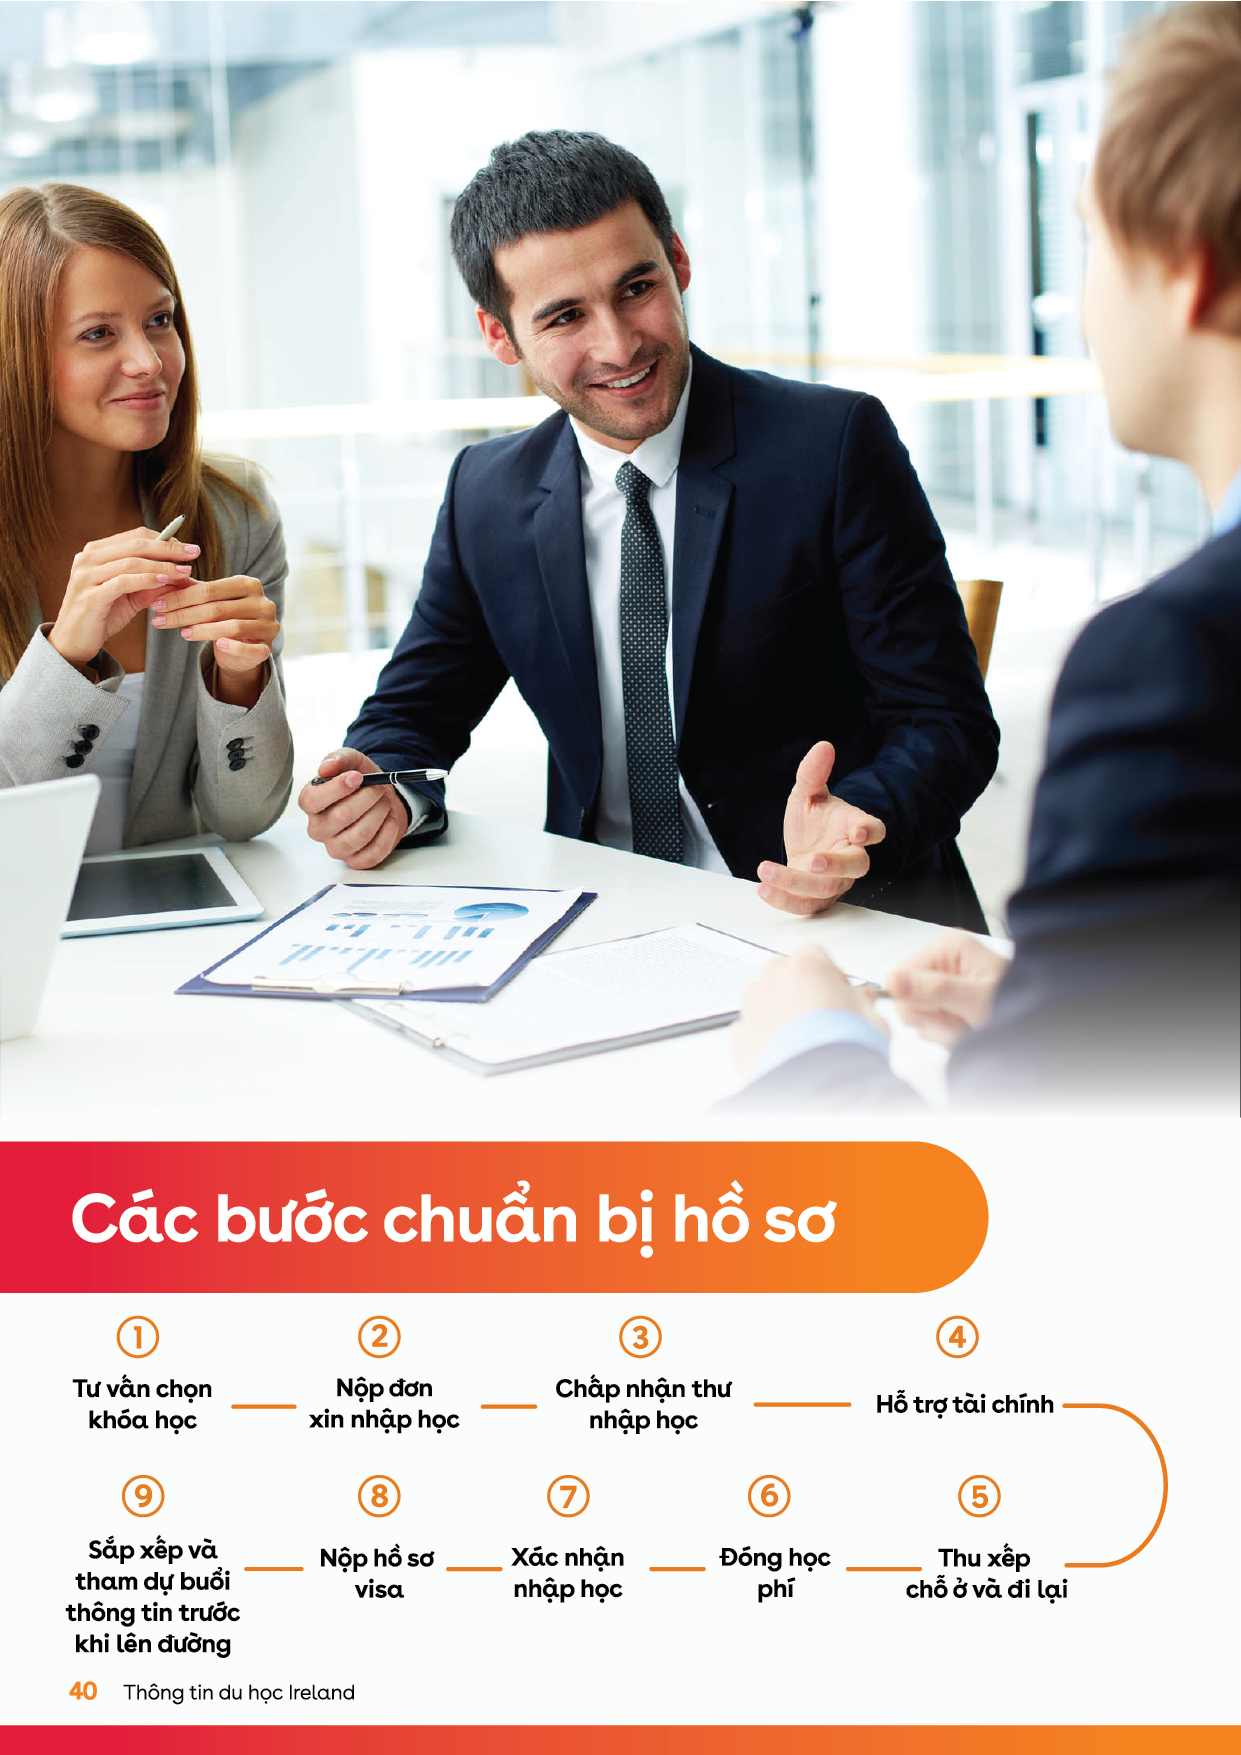 Các bước chuẩn bị hồ sơ
1
Tư vấn chọn
khóa học
2
Nộp đơn
xin nhập học
3
Chấp nhận thư
nhập học
4
Hỗ trợ tài chính
5
Thu xếp
chỗ ở và đi lại
6
Đóng học
phí
7
Xác nhận
nhập học
8
Nộp hồ sơ
visa
9
Sắp xếp và
tham dự buổi
thông tin trước
khi lên đường
40 Thông tin du học Ireland